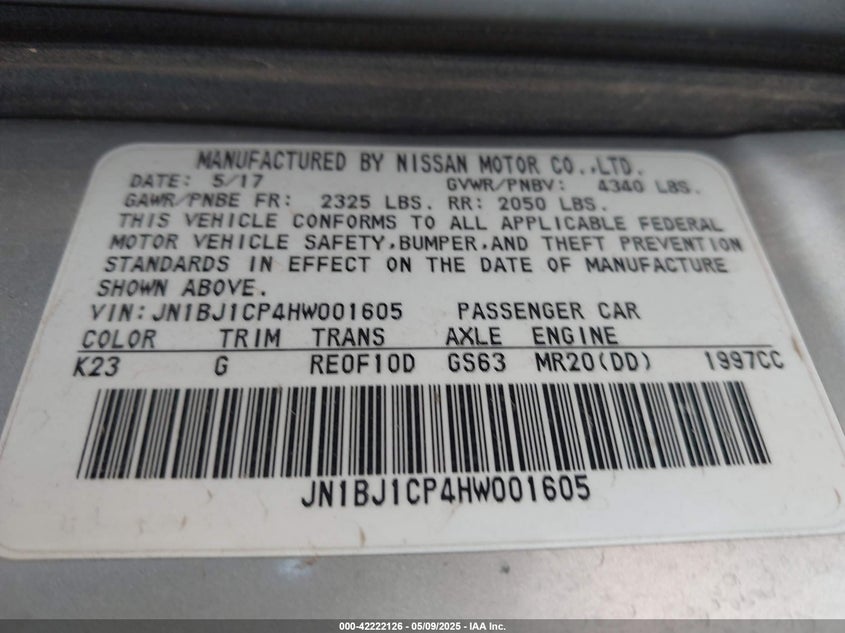 MANUFACTURED BY NISSAN MOTOR CO.,LTD.
DATE: 5/17 GVWR/PNBV: 4340 LBS.
GAWR/PNBE FR: 2325 LBS. RR: 2050 LBS.
THIS VEHICLE CONFORMS TO ALL APPLICABLE FEDERAL
MOTOR VEHICLE SAFETY,BUMPER,AND THEFT PREVENTION
STANDARDS IN EFFECT ON THE DATE OF MANUFACTURE
SHOWN ABOVE.
VIN:JN1BJ1CP4HW001605 PASSENGER CAR
COLOR TRIM TRANS AXLE ENGINE
K23 G RE0F10D GS63 MR20(DD) 1997CC
JN1BJ1CP4HW001605
000-42222126 - 05/09/2025 - IAA Inc.